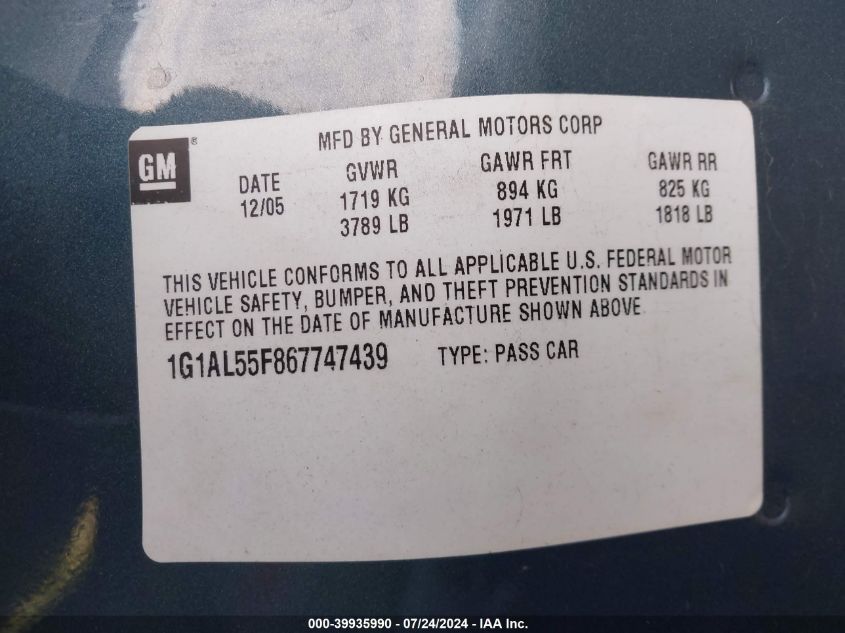 MFD BY GENERAL MOTORS CORP
GM®
DATE GVWR GAWR FRT GAWR RR
12/05 1719 KG 894 KG 825 KG
3789 LB 1971 LB 1818 LB
THIS VEHICLE CONFORMS TO ALL APPLICABLE U.S. FEDERAL MOTOR
VEHICLE SAFETY, BUMPER, AND THEFT PREVENTION STANDARDS IN
EFFECT ON THE DATE OF MANUFACTURE SHOWN ABOVE
1G1AL55F867747439 TYPE: PASS CAR
000-39935990 - 07/24/2024 - IAA Inc.